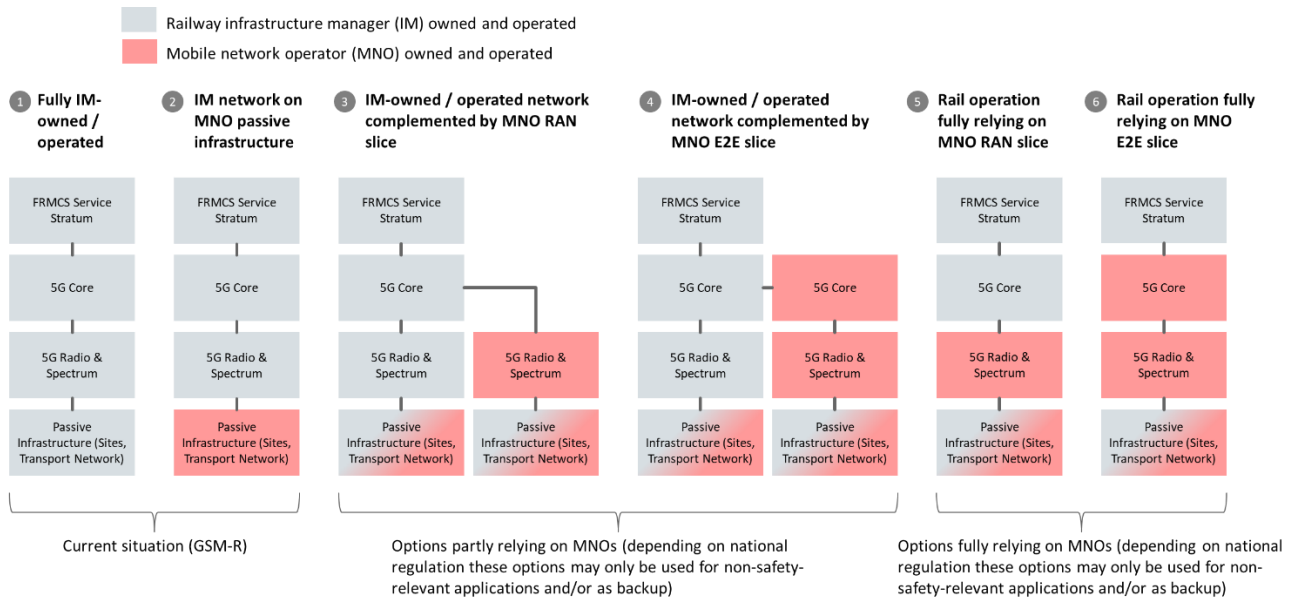 Railway infrastructure manager (IM) owned and operated
Mobile network operator (MNO) owned and operated
1
Fully IM-
owned /
operated
2
IM network on
MNO passive
infrastructure
3
IM-owned / operated network
complemented by MNO RAN
slice
4
IM-owned / operated
network complemented by
MNO E2E slice
5
Rail operation
fully relying on
MNO RAN slice
6
Rail operation fully
relying on MNO
E2E slice
FRMCS Service
Stratum
5G Core
5G Radio &
Spectrum
Passive
Infrastructure (Sites,
Transport Network)
FRMCS Service
Stratum
5G Core
5G Radio &
Spectrum
Passive
Infrastructure (Sites,
Transport Network)
FRMCS Service
Stratum
5G Core
5G Radio &
Spectrum
Passive
Infrastructure (Sites,
Transport Network)
5G Radio &
Spectrum
Passive
Infrastructure (Sites,
Transport Network)
FRMCS Service
Stratum
5G Core
5G Radio &
Spectrum
Passive
Infrastructure (Sites,
Transport Network)
5G Core
5G Radio &
Spectrum
Passive
Infrastructure (Sites,
Transport Network)
FRMCS Service
Stratum
5G Core
5G Radio &
Spectrum
Passive
Infrastructure (Sites,
Transport Network)
FRMCS Service
Stratum
5G Core
5G Radio &
Spectrum
Passive
Infrastructure (Sites,
Transport Network)
Current situation (GSM-R)
Options partly relying on MNOs (depending on national
regulation these options may only be used for non-safety-
relevant applications and/or as backup)
Options fully relying on MNOs (depending on national
regulation these options may only be used for non-
safety-relevant applications and/or as backup)